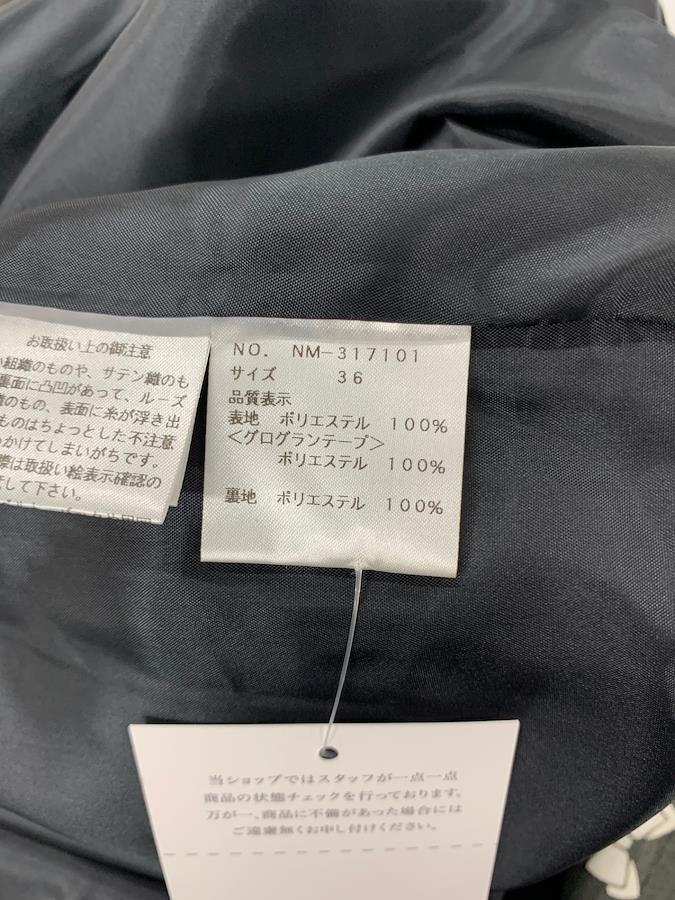 お取扱い上の御注意
い組織のものや、サテン織のも
裏面に凸凹があって、ルーズ
織のもの、表面に糸が浮き出
ものはちょっとした不注意
っかけてしまいがちです。
際は取扱い絵表示確認の
意して下さい。
NO. NM-317101
サイズ 36
品質表示
表地 ポリエステル 100%
<グログランテープ>
ポリエステル 100%
裏地 ポリエステル 100%
当ショップではスタッフが一点一点
商品の状態チェックを行っております。
万が一、商品に不備があった場合には
ご遠慮無くお申し付けください。